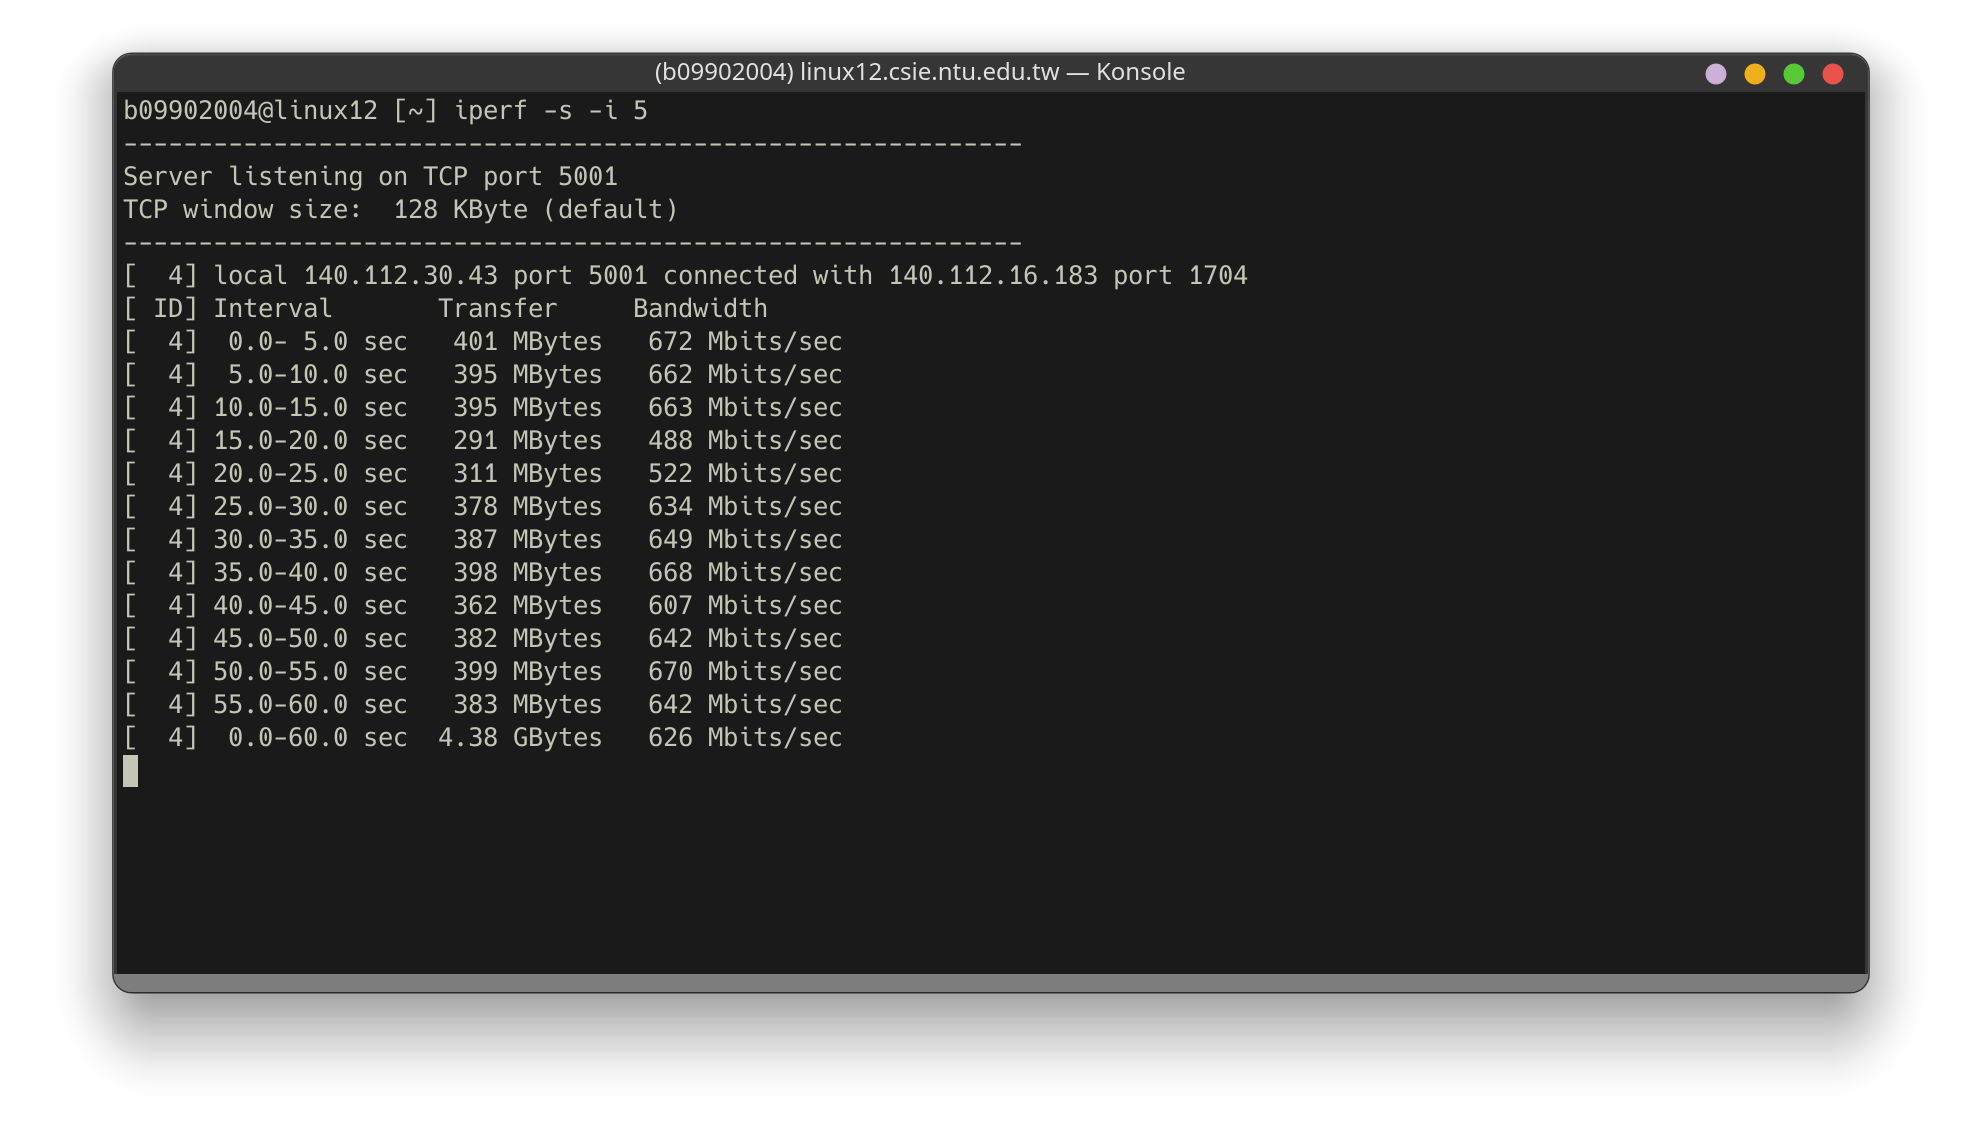 (b09902004) linux12.csie.ntu.edu.tw — Konsole
b09902004@linux12 [~] iperf -s -i 5
------------------------------------------------------------
Server listening on TCP port 5001
TCP window size:  128 KByte (default)
------------------------------------------------------------
[  4] local 140.112.30.43 port 5001 connected with 140.112.16.183 port 1704
[ ID] Interval       Transfer     Bandwidth
[  4]  0.0- 5.0 sec   401 MBytes   672 Mbits/sec
[  4]  5.0-10.0 sec   395 MBytes   662 Mbits/sec
[  4] 10.0-15.0 sec   395 MBytes   663 Mbits/sec
[  4] 15.0-20.0 sec   291 MBytes   488 Mbits/sec
[  4] 20.0-25.0 sec   311 MBytes   522 Mbits/sec
[  4] 25.0-30.0 sec   378 MBytes   634 Mbits/sec
[  4] 30.0-35.0 sec   387 MBytes   649 Mbits/sec
[  4] 35.0-40.0 sec   398 MBytes   668 Mbits/sec
[  4] 40.0-45.0 sec   362 MBytes   607 Mbits/sec
[  4] 45.0-50.0 sec   382 MBytes   642 Mbits/sec
[  4] 50.0-55.0 sec   399 MBytes   670 Mbits/sec
[  4] 55.0-60.0 sec   383 MBytes   642 Mbits/sec
[  4]  0.0-60.0 sec  4.38 GBytes   626 Mbits/sec